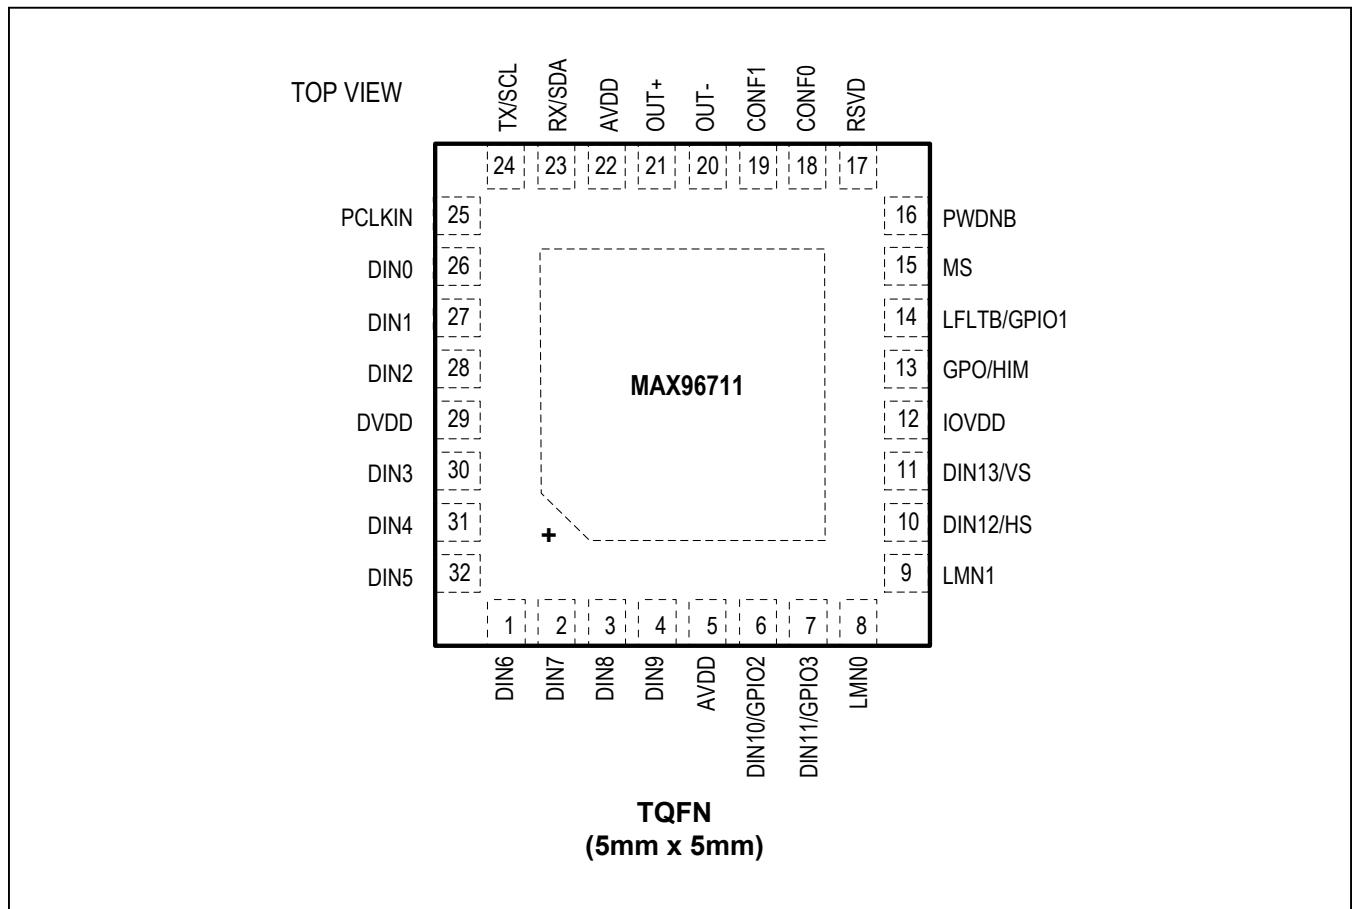 TOP VIEW
TX/SCL
RX/SDA
AVDD
OUT+
OUT-
CONF1
CONF0
RSVD
24 23 22 21 20 19 18 17
PCLKIN 25 16 PWDNB
DIN0 26 15 MS
DIN1 27 14 LFLTB/GPIO1
DIN2 28 13 GPO/HIM
MAX96711
DVDD 29 12 IOVDD
DIN3 30 11 DIN13/VS
DIN4 31 10 DIN12/HS
+
DIN5 32 9 LMN1
1 2 3 4 5 6 7 8
DIN6
DIN7
DIN8
DIN9
AVDD
DIN10/GPIO2
DIN11/GPIO3
LMN0
TQFN
(5mm x 5mm)